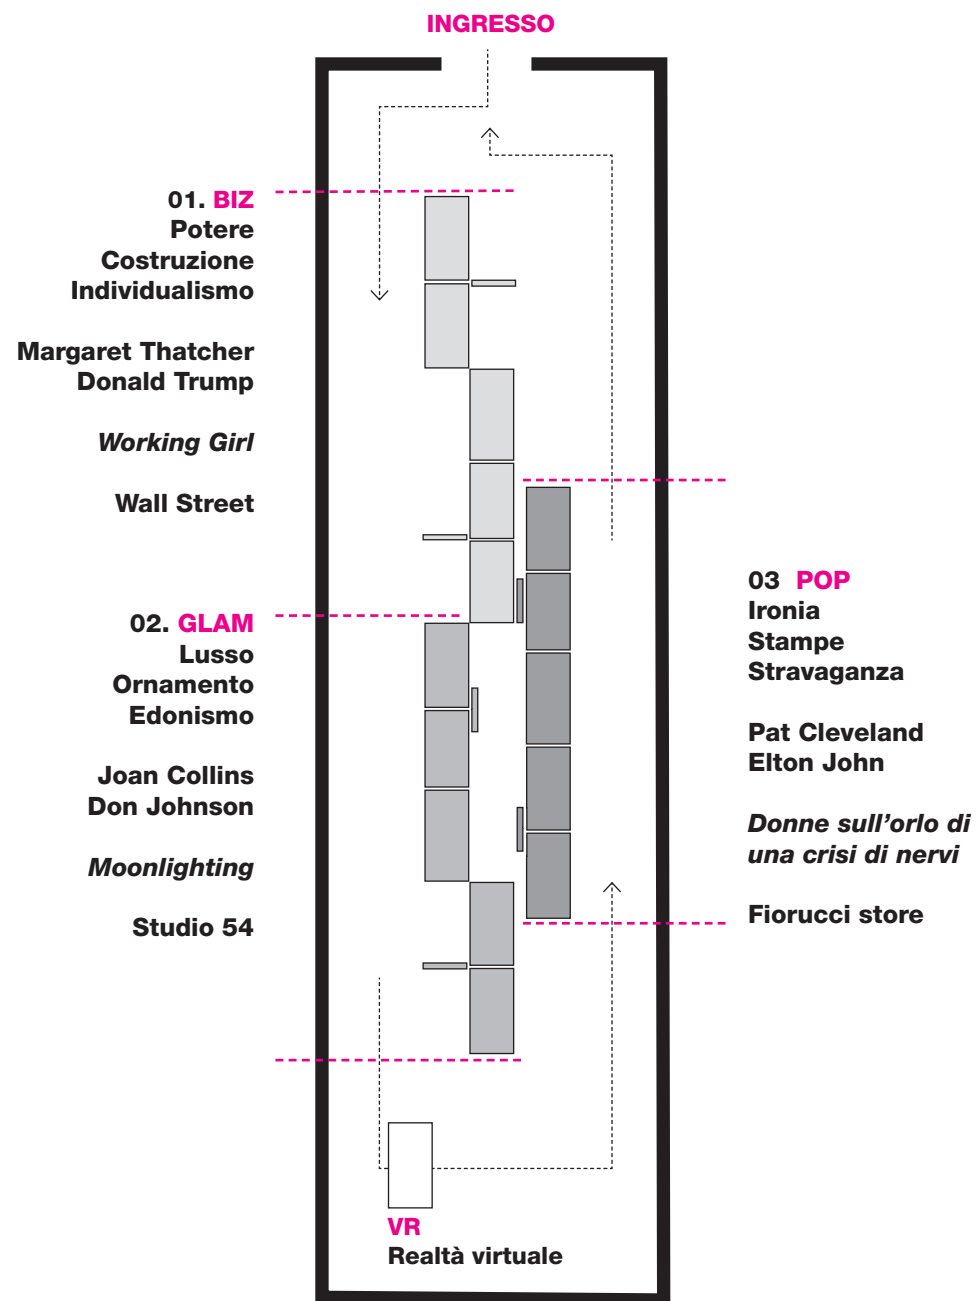 INGRESSO
01. BIZ
Potere
Costruzione
Individualismo
Margaret Thatcher
Donald Trump
Working Girl
Wall Street
02. GLAM
Lusso
Ornamento
Edonismo
Joan Collins
Don Johnson
Moonlighting
Studio 54
03 POP
Ironia
Stampe
Stravaganza
Pat Cleveland
Elton John
Donne sull'orlo di
una crisi di nervi
Fiorucci store
VR
Realtà virtuale